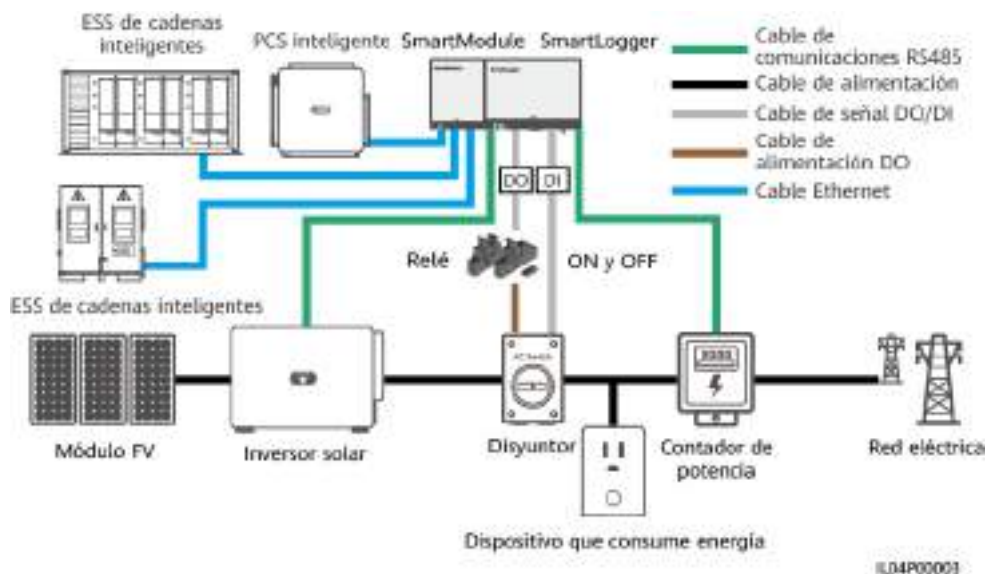 ESS de cadenas
inteligentes
PCS inteligente
SmartModule
SmartLogger
Cable de
comunicaciones RS485
Cable de alimentación
Cable de señal DO/DI
Cable de
alimentación DO
Cable Ethernet
DO
DI
Relé
ON y OFF
ESS de cadenas inteligentes
Módulo FV
Inversor solar
Disyuntor
Contador de
potencia
Red eléctrica
Dispositivo que consume energía
IL04P00003